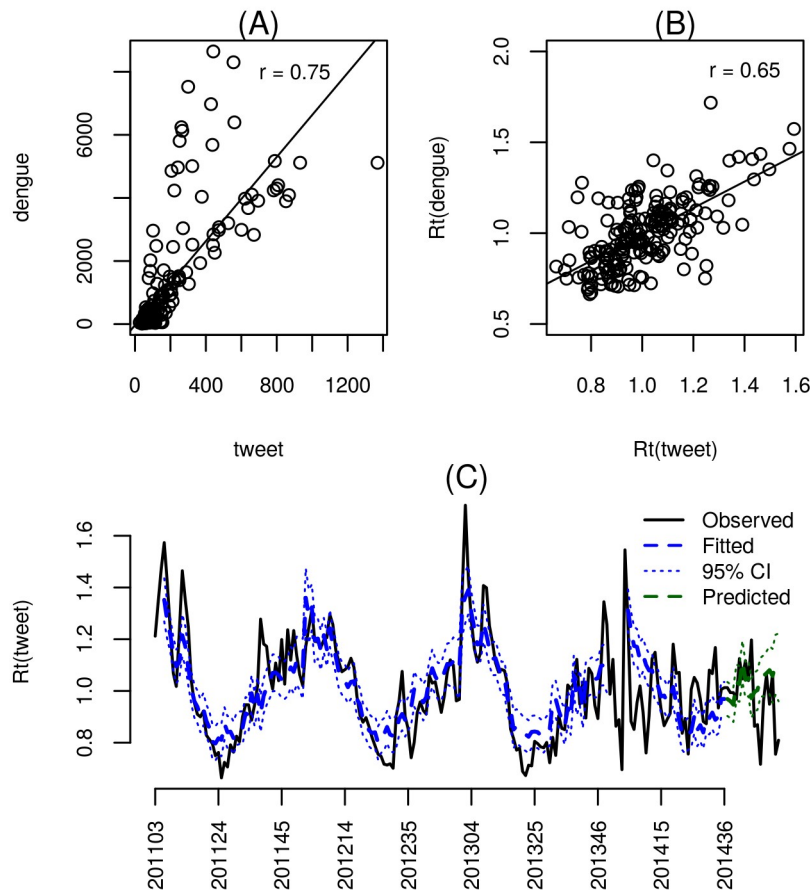 (A)
r = 0.75
dengue
0
2000
6000
0
400
800
1200
tweet
(B)
r = 0.65
Rt(dengue)
0.5
1.0
1.5
2.0
0.8
1.0
1.2
1.4
1.6
Rt(tweet)
(C)
Observed
Fitted
95% CI
Predicted
Rt(tweet)
0.8
1.0
1.2
1.4
1.6
201103
201124
201145
201214
201235
201304
201325
201346
201415
201436